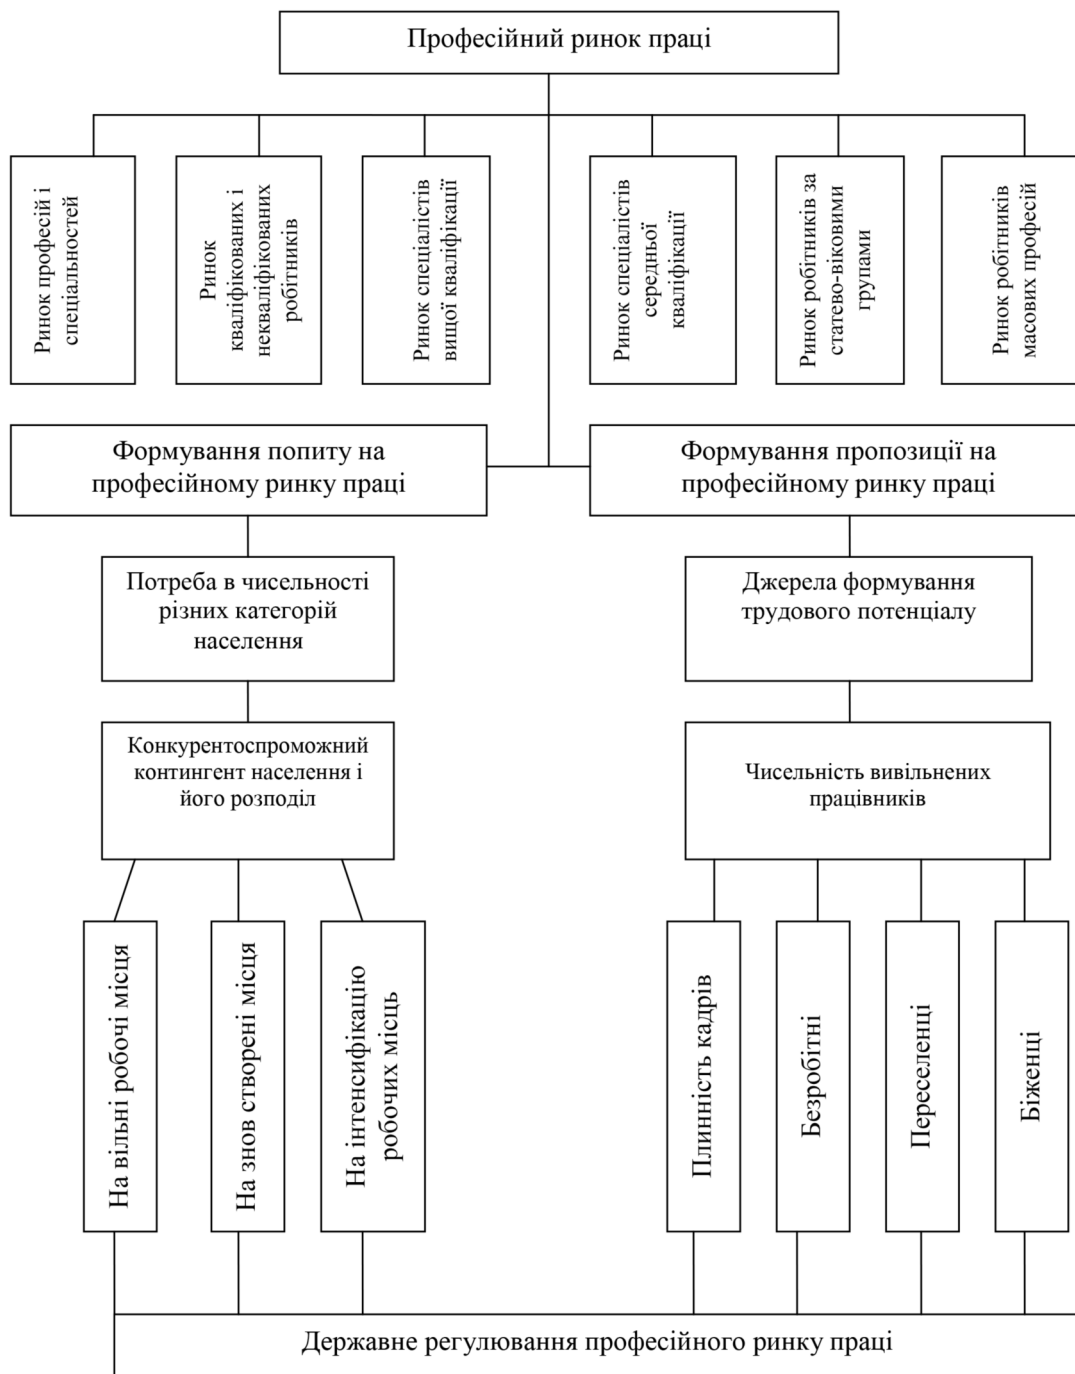 Професійний ринок праці
Ринок професій і
спеціальностей
Ринок
кваліфікованих і
некваліфікованих
робітників
Ринок спеціалістів
вищої кваліфікації
Ринок спеціалістів
середньої
кваліфікації
Ринок робітників за
статево-віковими
групами
Ринок робітників
масових професій
Формування попиту на
професійному ринку праці
Формування пропозиції на
професійному ринку праці
Потреба в чисельності
різних категорій
населення
Джерела формування
трудового потенціалу
Конкурентоспроможний
контингент населення і
його розподіл
Чисельність вивільнених
працівників
На вільні робочі місця
На знов створені місця
На інтенсифікацію
робочих місць
Плинність кадрів
Безробітні
Переселенці
Біженці
Державне регулювання професійного ринку праці